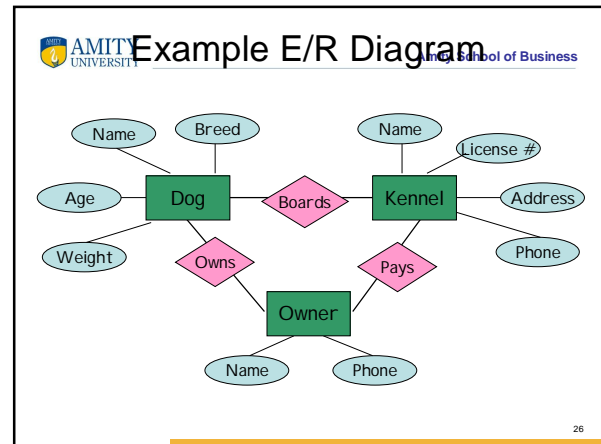 AMITY
UNIVERSITY
Example E/R Diagram
Amity School of Business
Name
Breed
Name
License #
Age
Dog
Boards
Kennel
Address
Weight
Owns
Pays
Phone
Owner
Name
Phone
26